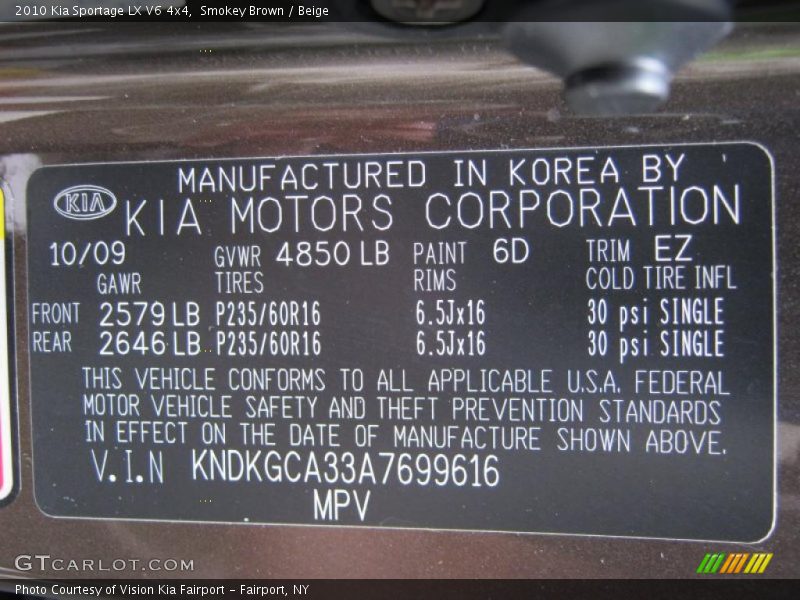 2010 Kia Sportage LX V6 4x4, Smokey Brown / Beige
MANUFACTURED IN KOREA BY
KIA KIA MOTORS CORPORATION
10/09 GVWR 4850 LB PAINT 6D TRIM EZ
GAWR TIRES RIMS COLD TIRE INFL
FRONT 2579 LB P235/60R16 6.5Jx16 30 psi SINGLE
REAR 2646 LB P235/60R16 6.5Jx16 30 psi SINGLE
THIS VEHICLE CONFORMS TO ALL APPLICABLE U.S.A. FEDERAL
MOTOR VEHICLE SAFETY AND THEFT PREVENTION STANDARDS
IN EFFECT ON THE DATE OF MANUFACTURE SHOWN ABOVE.
V.I.N KNDKGCA33A7699616
MPV
GTCARLOT.COM
Photo Courtesy of Vision Kia Fairport - Fairport, NY